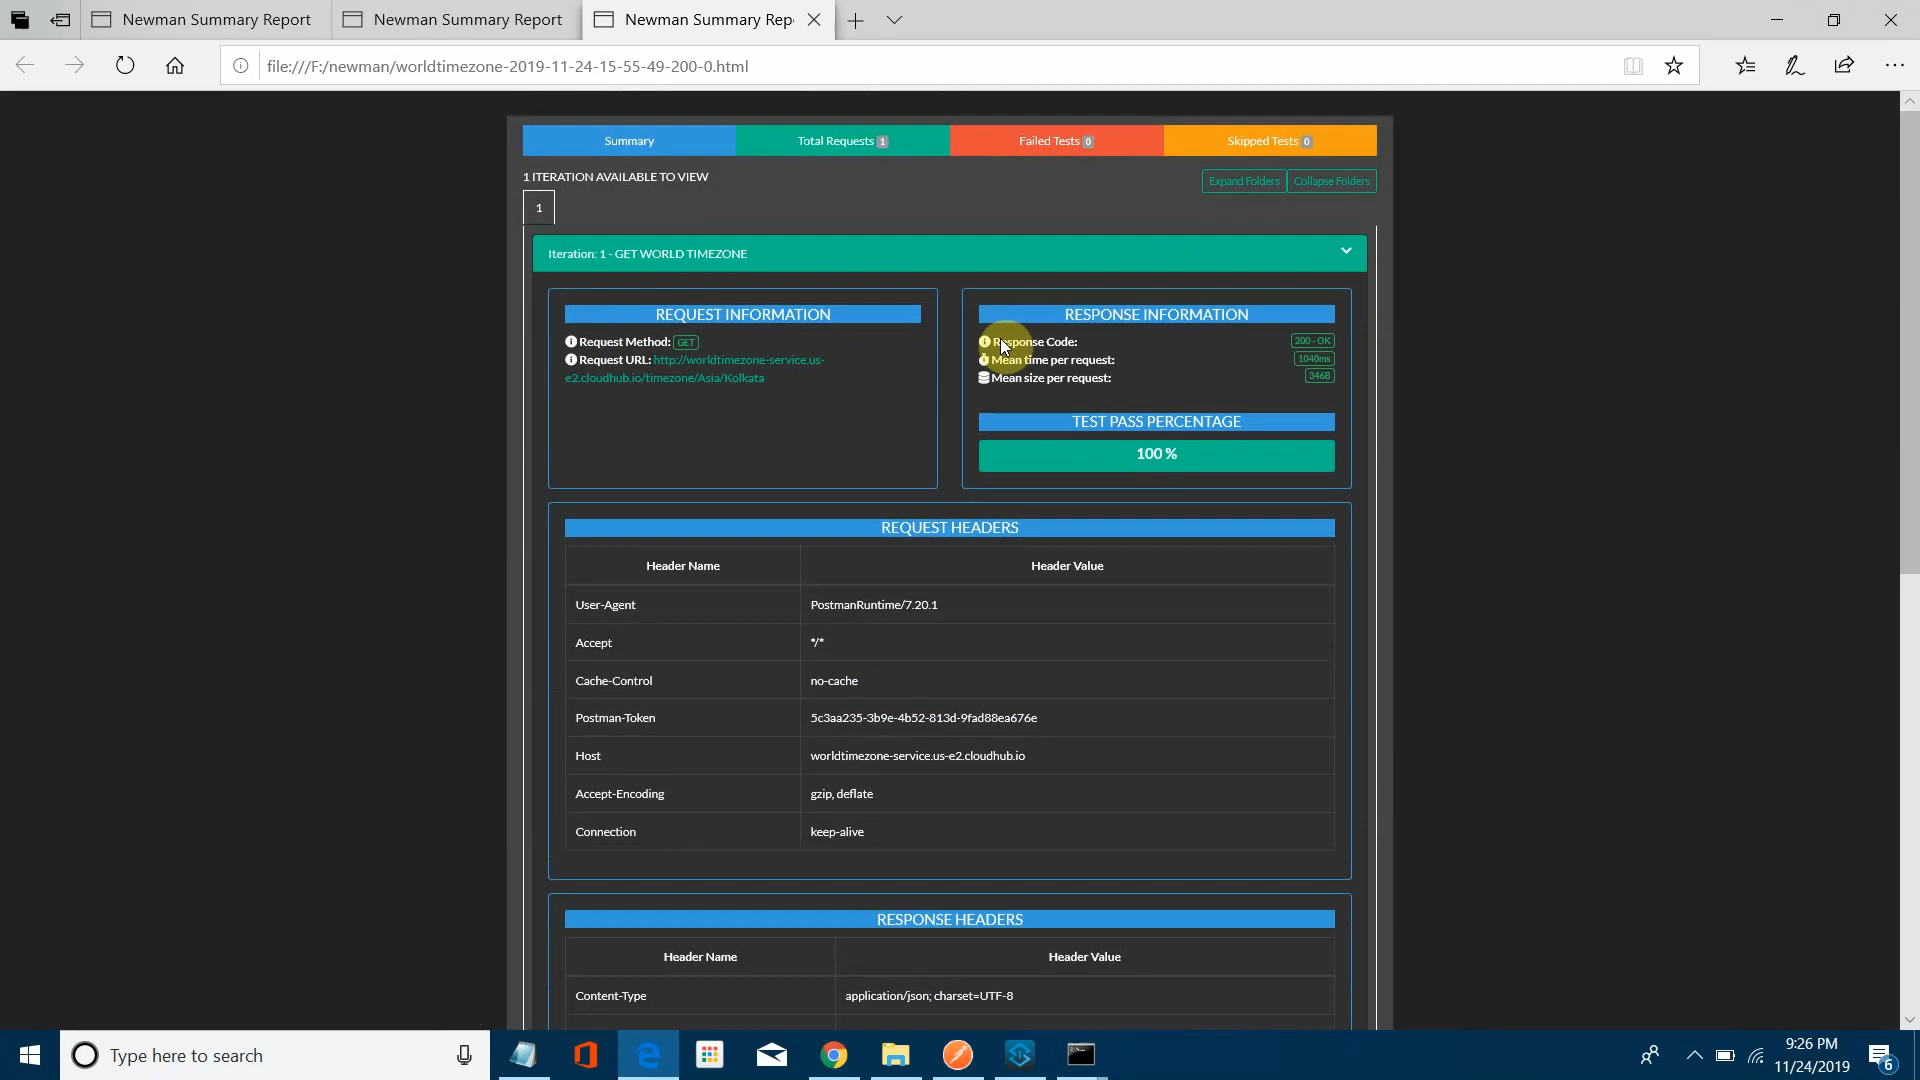 Newman Summary Report
Newman Summary Report
Newman Summary Rep
file:///F:/newman/worldtimezone-2019-11-24-15-55-49-200-0.html
Summary
Total Requests 1
Failed Tests 0
Skipped Tests 0
1 ITERATION AVAILABLE TO VIEW
Expand Folders
Collapse Folders
1
Iteration: 1 - GET WORLD TIMEZONE
REQUEST INFORMATION
Request Method: GET
Request URL: http://worldtimezone-service.us-
e2.cloudhub.io/timezone/Asia/Kolkata
RESPONSE INFORMATION
Response Code: 200 - OK
Mean time per request: 1040ms
Mean size per request: 346B
TEST PASS PERCENTAGE
100 %
REQUEST HEADERS
Header Name Header Value
User-Agent PostmanRuntime/7.20.1
Accept */*
Cache-Control no-cache
Postman-Token 5c3aa235-3b9e-4b52-813d-9fad88ea676e
Host worldtimezone-service.us-e2.cloudhub.io
Accept-Encoding gzip, deflate
Connection keep-alive
RESPONSE HEADERS
Header Name Header Value
Content-Type application/json; charset=UTF-8
Type here to search
9:26 PM
11/24/2019
6